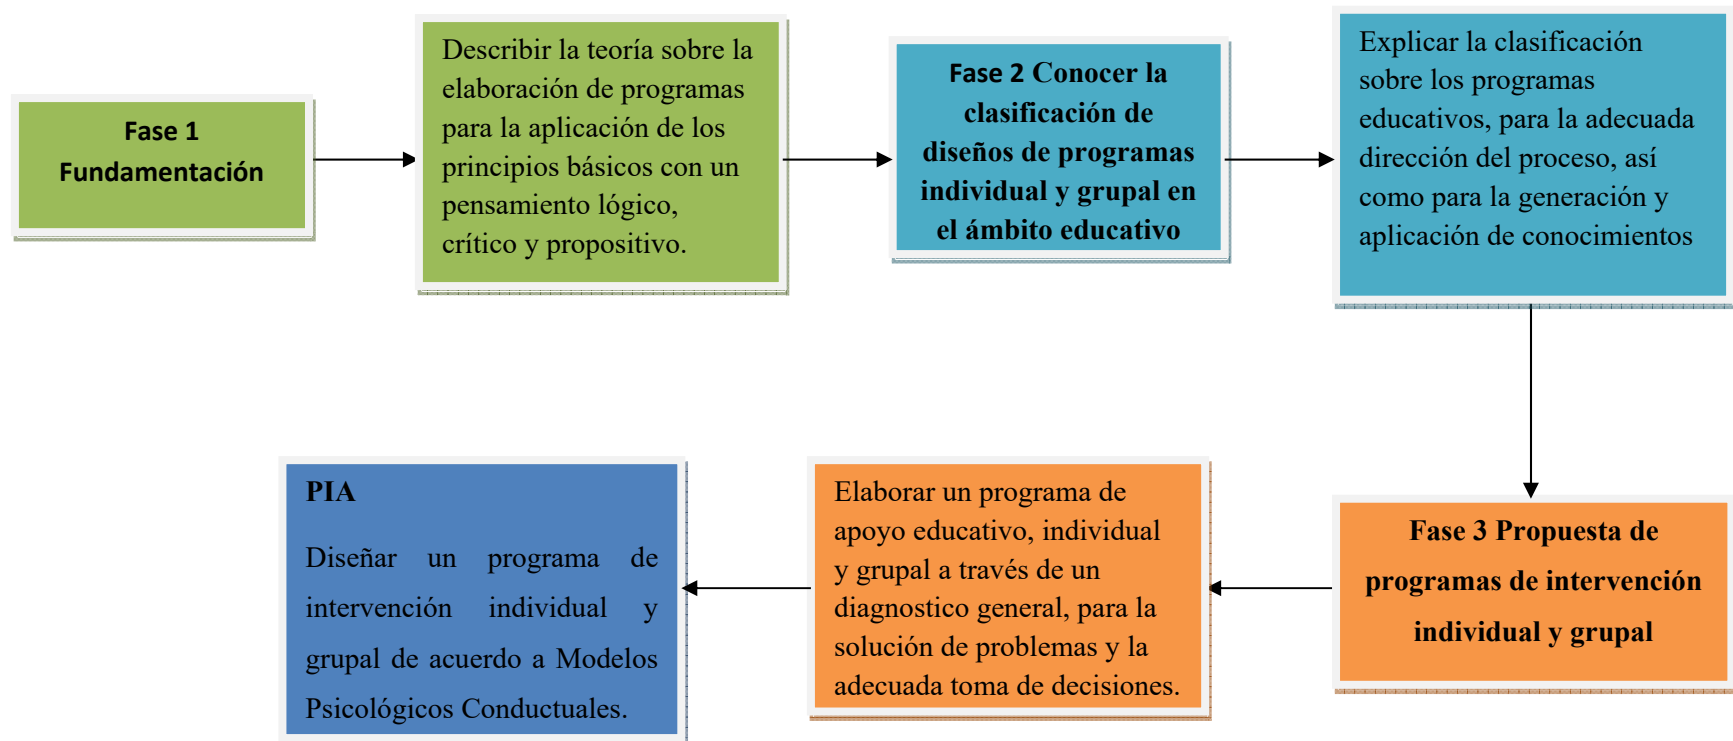 Fase 1
Fundamentación
Describir la teoría sobre la
elaboración de programas
para la aplicación de los
principios básicos con un
pensamiento lógico,
crítico y propositivo.
Fase 2 Conocer la
clasificación de
diseños de programas
individual y grupal en
el ámbito educativo
Explicar la clasificación
sobre los programas
educativos, para la adecuada
dirección del proceso, así
como para la generación y
aplicación de conocimientos
Fase 3 Propuesta de
programas de intervención
individual y grupal
Elaborar un programa de
apoyo educativo, individual
y grupal a través de un
diagnostico general, para la
solución de problemas y la
adecuada toma de decisiones.
PIA
Diseñar un programa de
intervención individual y
grupal de acuerdo a Modelos
Psicológicos Conductuales.